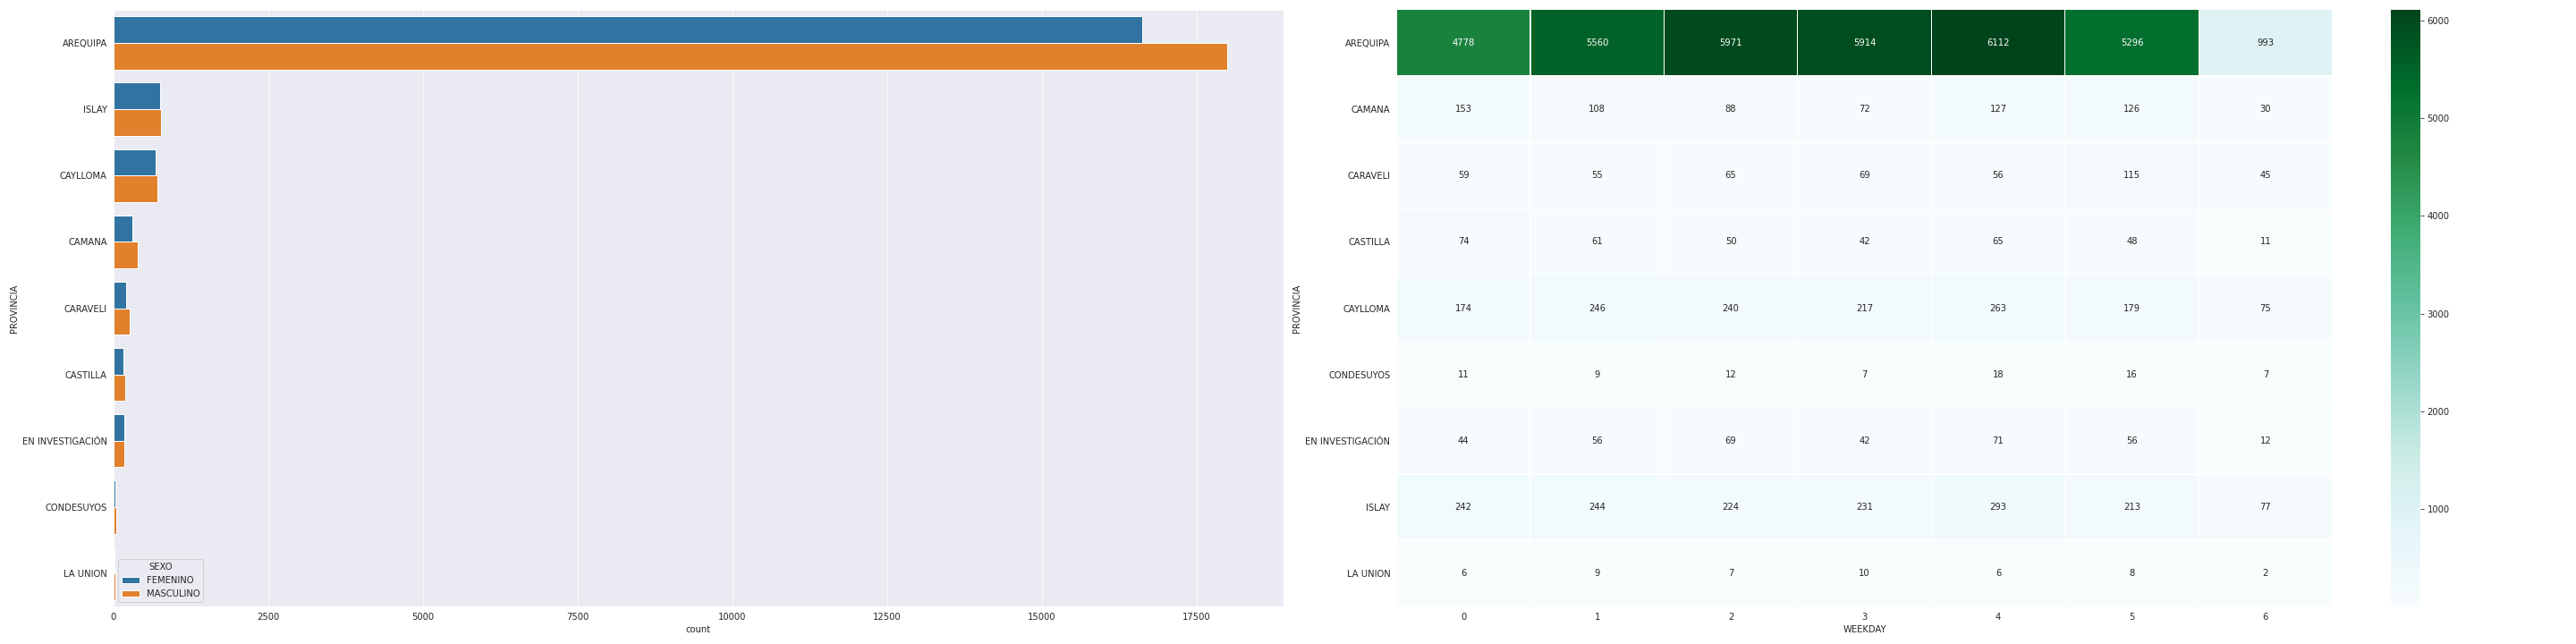 PROVINCIA
AREQUIPA
ISLAY
CAYLLOMA
CAMANA
CARAVELI
CASTILLA
EN INVESTIGACIÓN
CONDESUYOS
LA UNION
SEXO
FEMENINO
MASCULINO
0 2500 5000 7500 10000 12500 15000 17500
count
PROVINCIA
AREQUIPA 4778 5560 5971 5914 6112 5296 993
CAMANA 153 108 88 72 127 126 30
CARAVELI 59 55 65 69 56 115 45
CASTILLA 74 61 50 42 65 48 11
CAYLLOMA 174 246 240 217 263 179 75
CONDESUYOS 11 9 12 7 18 16 7
EN INVESTIGACIÓN 44 56 69 42 71 56 12
ISLAY 242 244 224 231 293 213 77
LA UNION 6 9 7 10 6 8 2
0 1 2 3 4 5 6
WEEKDAY
6000
5000
4000
3000
2000
1000